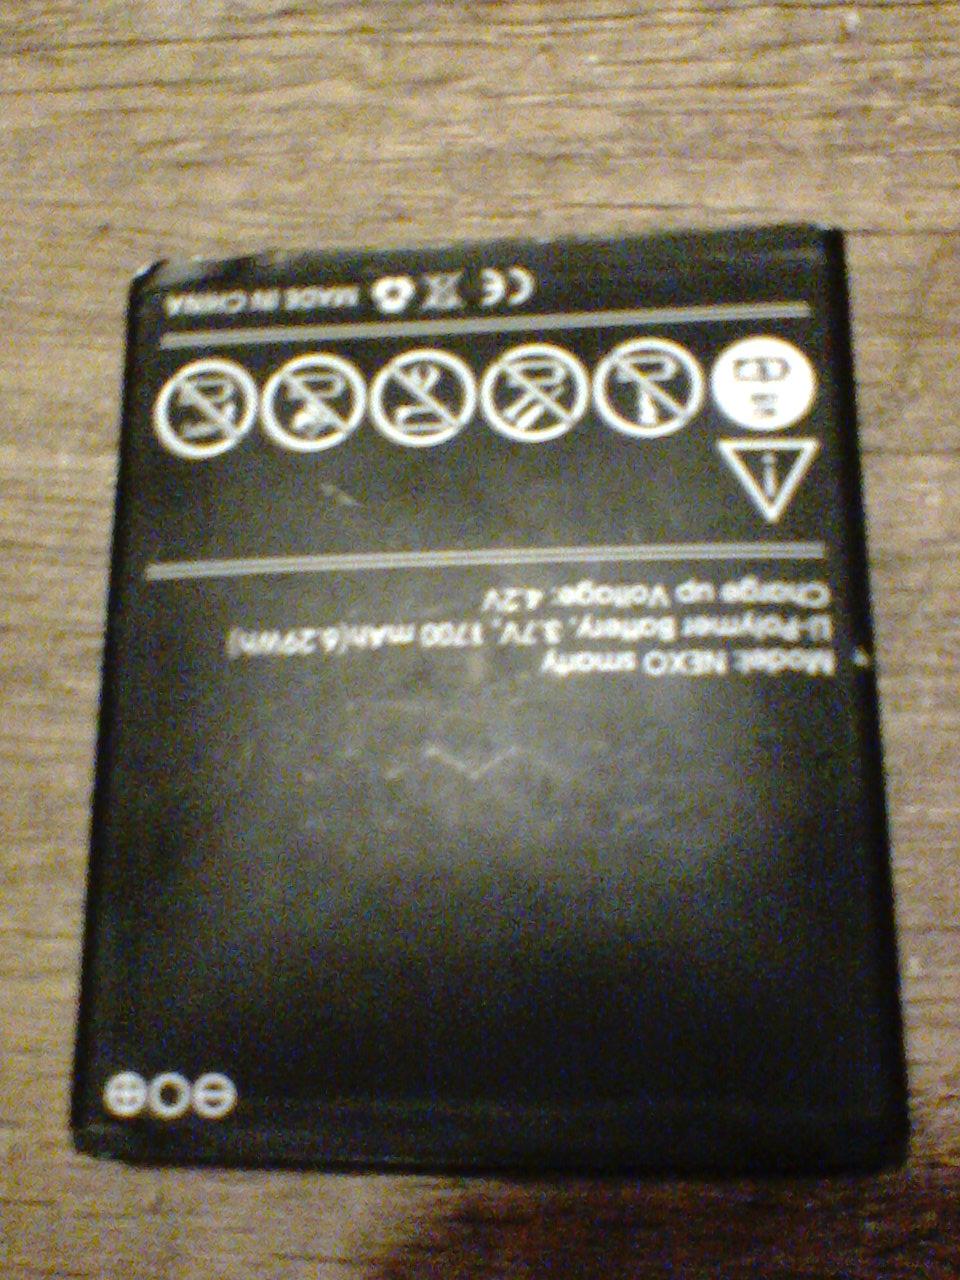 Model: NEXO smarty
Li-Polymer Battery, 3.7V, 1700 mAh(6.29Wh)
Charge up Voltage: 4.2V
i
CE MADE IN CHINA